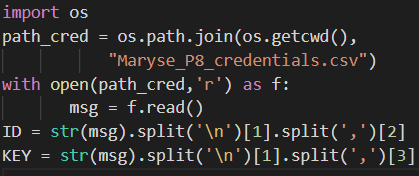 import os
path_cred = os.path.join(os.getcwd(),
            "Maryse_P8_credentials.csv")
with open(path_cred,'r') as f:
        msg = f.read()
ID = str(msg).split('\n')[1].split(',')[2]
KEY = str(msg).split('\n')[1].split(',')[3]